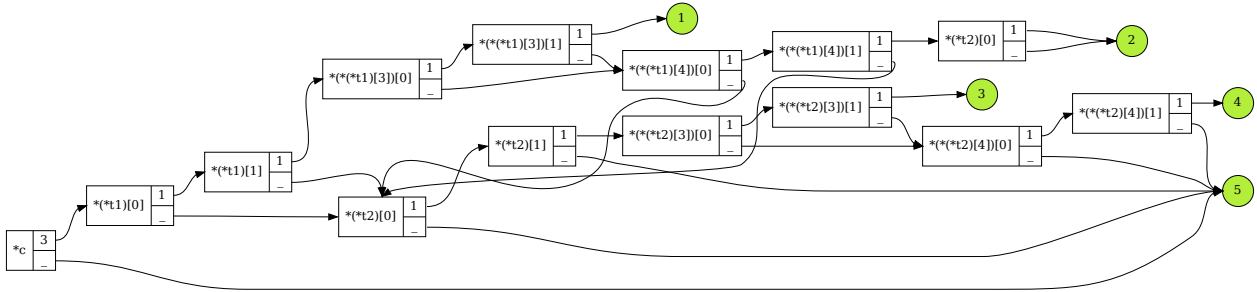 *(*(*t1)[3])[1]
1
_
1
*(*(*t1)[3])[0]
1
_
*(*(*t1)[4])[0]
1
_
*(*(*t1)[4])[1]
1
_
*(*t2)[0]
1
_
2
*(*t1)[1]
1
_
*(*t2)[1]
1
_
*(*(*t2)[3])[0]
1
_
*(*(*t2)[3])[1]
1
_
3
*(*(*t2)[4])[0]
1
_
*(*(*t2)[4])[1]
1
_
4
*(*t1)[0]
1
_
*(*t2)[0]
1
_
5
*c
3
_